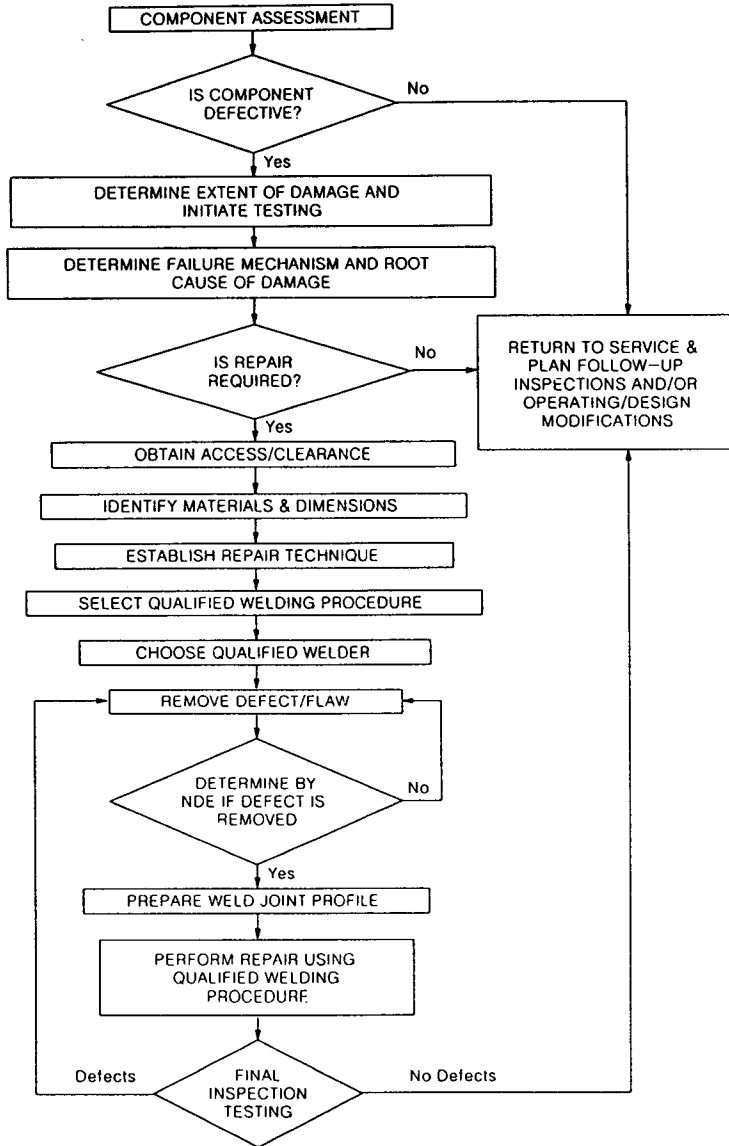 COMPONENT ASSESSMENT
IS COMPONENT
DEFECTIVE?
No
Yes
DETERMINE EXTENT OF DAMAGE AND
INITIATE TESTING
DETERMINE FAILURE MECHANISM AND ROOT
CAUSE OF DAMAGE
IS REPAIR
REQUIRED?
No
RETURN TO SERVICE &
PLAN FOLLOW-UP
INSPECTIONS AND/OR
OPERATING/DESIGN
MODIFICATIONS
Yes
OBTAIN ACCESS/CLEARANCE
IDENTIFY MATERIALS & DIMENSIONS
ESTABLISH REPAIR TECHNIQUE
SELECT QUALIFIED WELDING PROCEDURE
CHOOSE QUALIFIED WELDER
REMOVE DEFECT/FLAW
DETERMINE BY
NDE IF DEFECT IS
REMOVED
No
Yes
PREPARE WELD JOINT PROFILE
PERFORM REPAIR USING
QUALIFIED WELDING
PROCEDURE
Defects
FINAL
INSPECTION
TESTING
No Defects